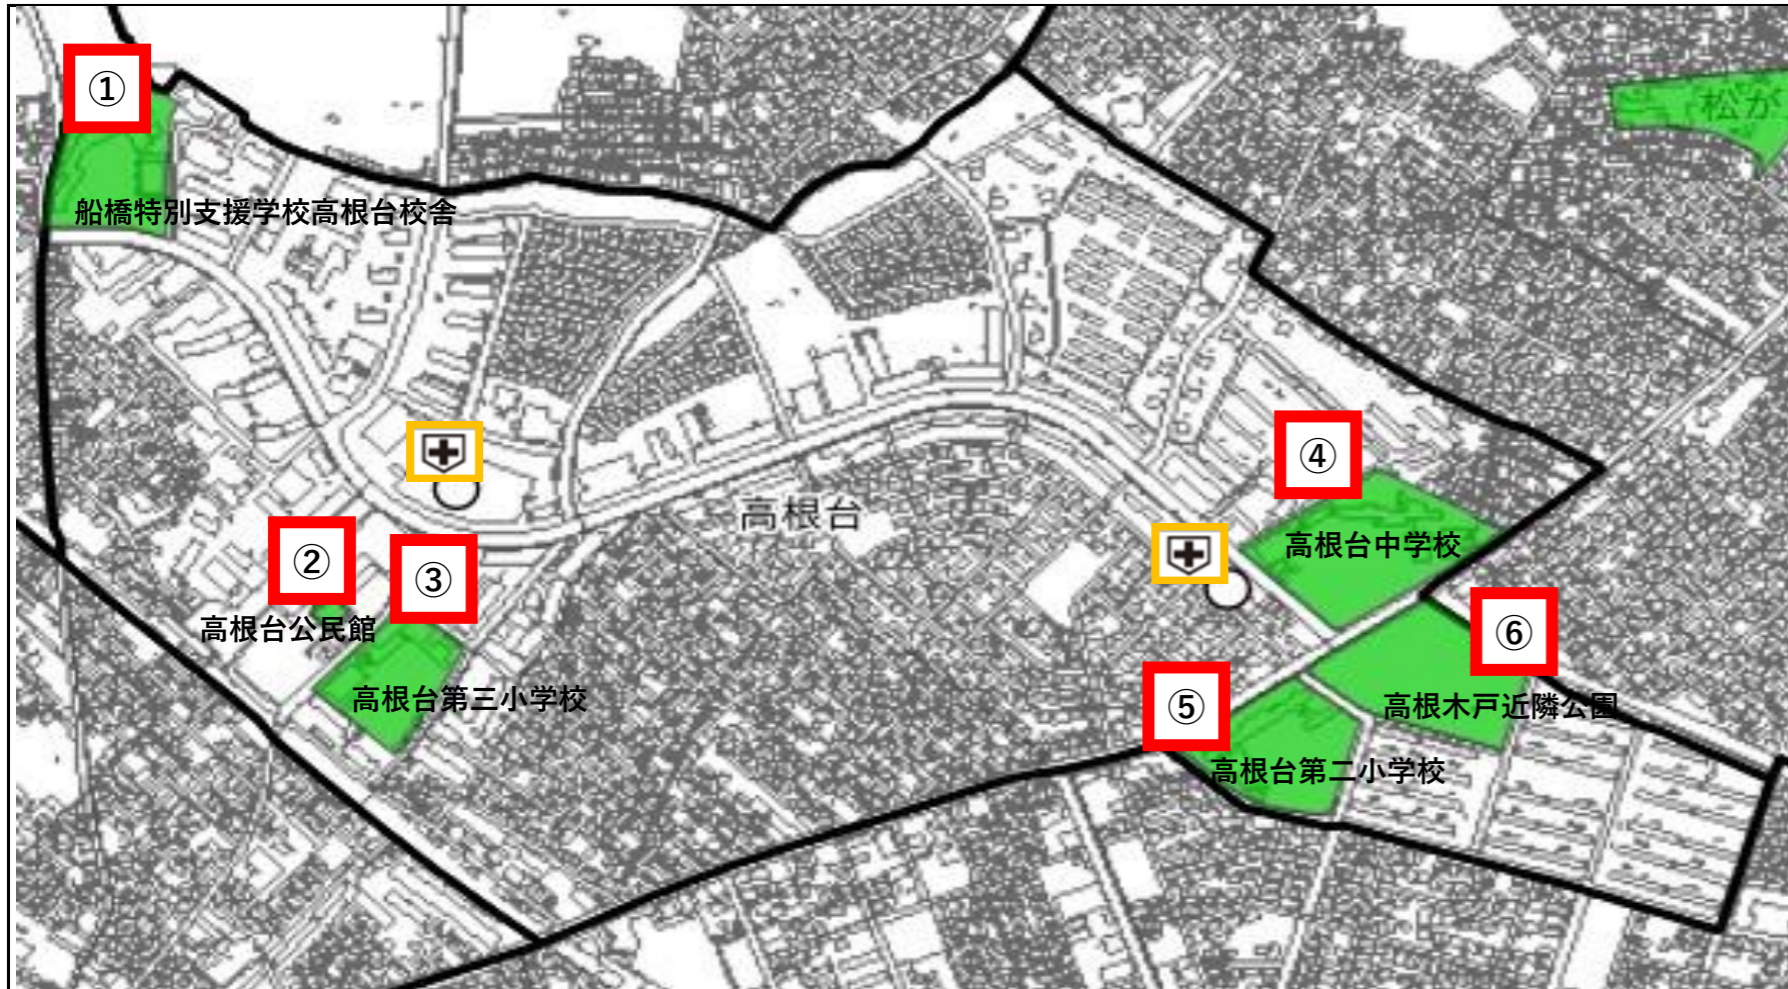 ①
松が
船橋特別支援学校高根台校舎
④
高根台
②
③
高根台中学校
高根台公民館
⑥
高根台第三小学校
⑤
高根木戸近隣公園
高根台第二小学校